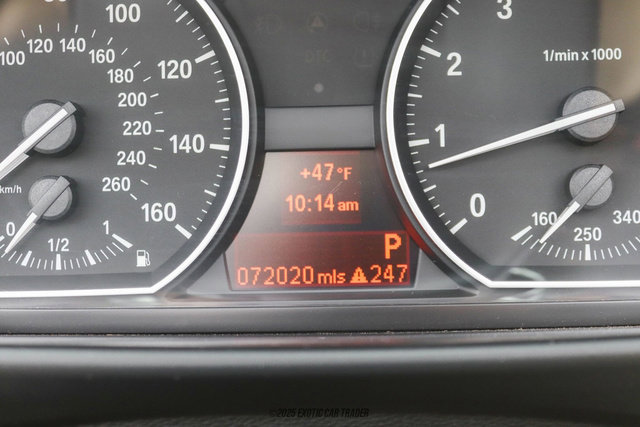 100
120
140
160
100 120 140 160
180
200
220
240
260
km/h
0 1/2 1
3
2
1
0
1/min x 1000
160 250 340
DTC
+47 °F
10:14 am
P
072020 mls 247
©2025 EXOTIC CAR TRADER